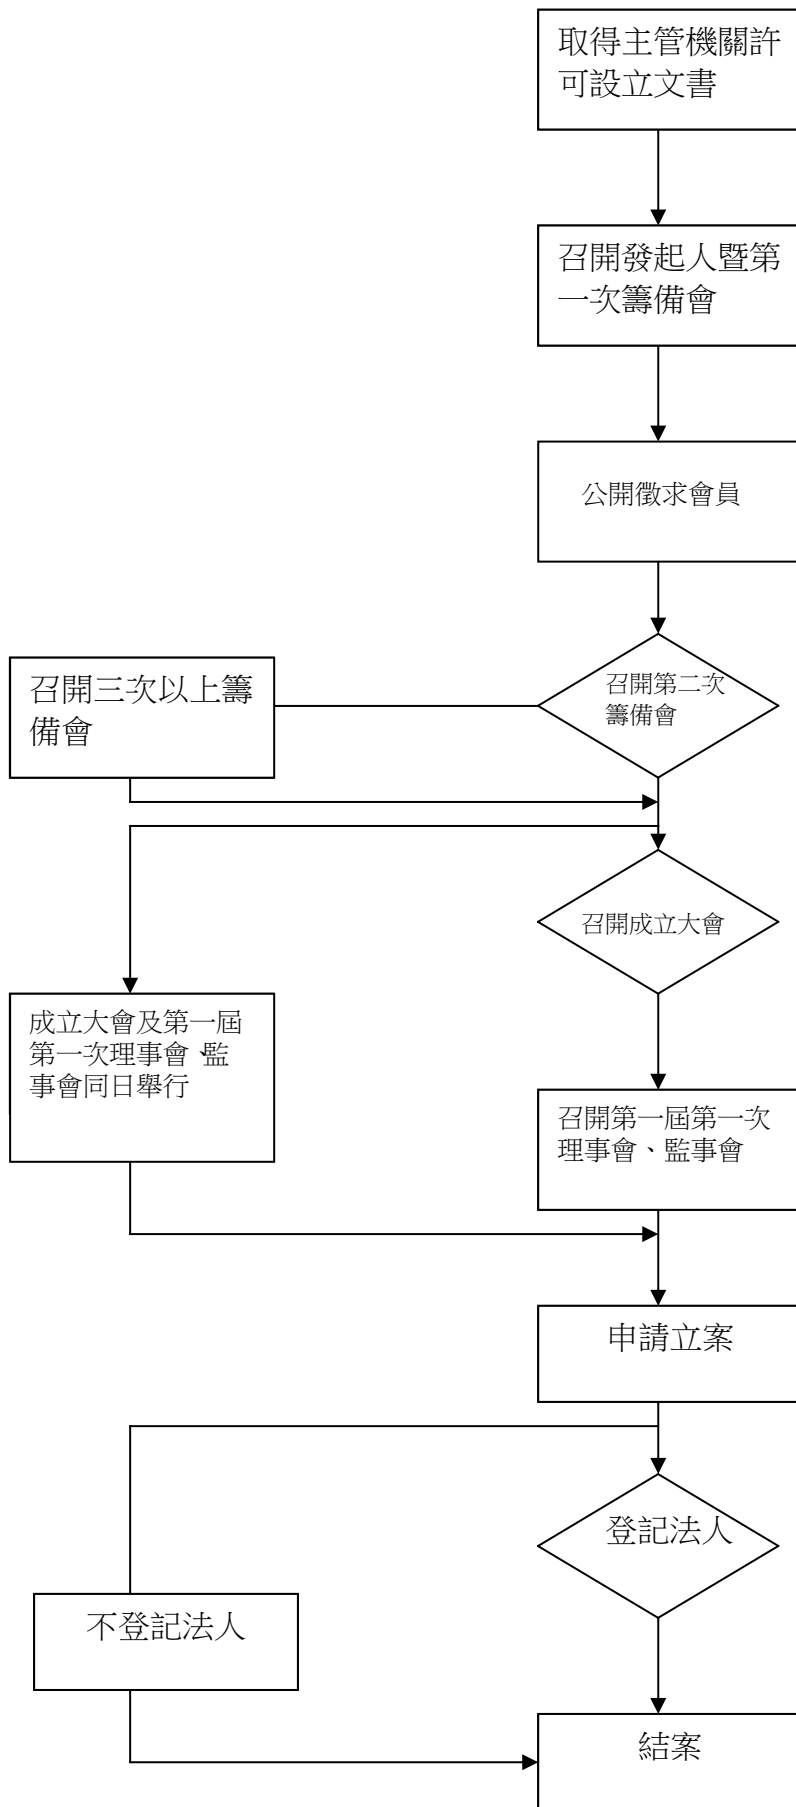 取得主管機關許
可設立文書
召開發起人暨第
一次籌備會
公開徵求會員
召開三次以上籌
備會
召開第二次
籌備會
召開成立大會
成立大會及第一屆
第一次理事會、監
事會同日舉行
召開第一屆第一次
理事會、監事會
申請立案
登記法人
不登記法人
結案